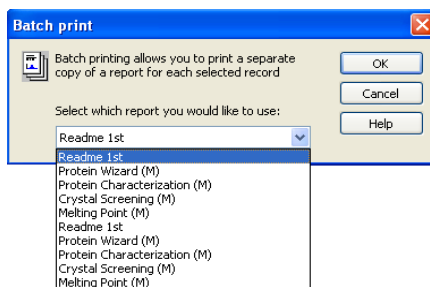 Batch print
Batch printing allows you to print a separate
copy of a report for each selected record
OK
Cancel
Help
Select which report you would like to use:
Readme 1st
Readme 1st
Protein Wizard (M)
Protein Characterization (M)
Crystal Screening (M)
Melting Point (M)
Readme 1st
Protein Wizard (M)
Protein Characterization (M)
Crystal Screening (M)
Melting Point (M)